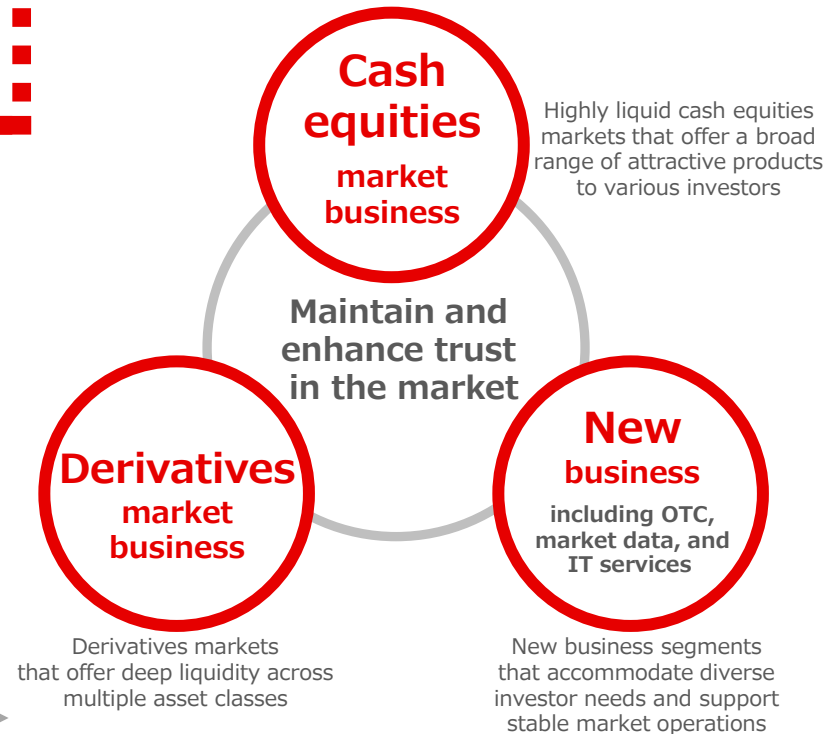 Cash
equities
market
business
Highly liquid cash equities
markets that offer a broad
range of attractive products
to various investors
Maintain and
enhance trust
in the market
Derivatives
market
business
Derivatives markets
that offer deep liquidity across
multiple asset classes
New
business
including OTC,
market data, and
IT services
New business segments
that accommodate diverse
investor needs and support
stable market operations